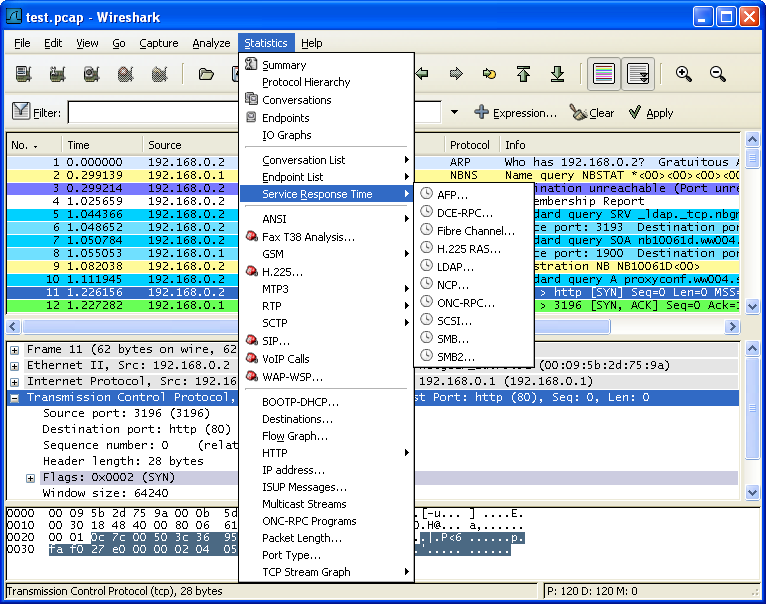 test.pcap - Wireshark
File Edit View Go Capture Analyze Statistics Help
Filter: Expression... Clear Apply
No. . Time Source Protocol Info
1 0.000000 192.168.0.2 ARP Who has 192.168.0.2? Gratuitous A
2 0.299139 192.168.0.1 NBNS Name query NBSTAT *<00><00><0
3 0.299214 192.168.0.2 nation unreachable (Port unr
4 1.025659 192.168.0.2 mbership Report
5 1.044366 192.168.0.2 dard query SRV _ldap._tcp.nbgm
6 1.048652 192.168.0.2 ce port: 3193 Destination po
7 1.050784 192.168.0.2 dard query SOA nb10061d.ww004.
8 1.055053 192.168.0.1 ce port: 1900 Destination po
9 1.082038 192.168.0.2 stration NB NB10061D<00>
10 1.111945 192.168.0.2 dard query A proxyconf.ww004.s
11 1.226156 192.168.0.2 > http [SYN] Seq=0 Len=0 MSS=
12 1.227282 192.168.0.1 > 3196 [SYN, ACK] Seq=0 Ack=
Summary
Protocol Hierarchy
Conversations
Endpoints
IO Graphs
Conversation List
Endpoint List
Service Response Time
ANSI
Fax T38 Analysis...
GSM
H.225...
MTP3
RTP
SCTP
SIP...
VoIP Calls
WAP-WSP...
BOOTP-DHCP...
Destinations...
Flow Graph...
HTTP
IP address...
ISUP Messages...
Multicast Streams
ONC-RPC Programs
Packet Length...
Port Type...
TCP Stream Graph
AFP...
DCE-RPC...
Fibre Channel...
H.225 RAS...
LDAP...
NCP...
ONC-RPC...
SCSI...
SMB...
SMB2...
Frame 11 (62 bytes on wire, 62
Ethernet II, Src: 192.168.0.2 (00:09:5b:2d:75:9a)
Internet Protocol, Src: 192.16 192.168.0.1 (192.168.0.1)
Transmission Control Protocol, st Port: http (80), Seq: 0, Len: 0
Source port: 3196 (3196)
Destination port: http (80)
Sequence number: 0 (relat
Header length: 28 bytes
Flags: 0x0002 (SYN)
Window size: 64240
0000 00 09 5b 2d 75 9a 00 0b 5d .[-u... ] ....E.
0010 00 30 18 48 40 00 80 06 61 .H@... a,......
0020 00 01 0c 7c 00 50 3c 36 95 .|.P<6 ......p.
0030 fa f0 27 e0 00 00 02 04 05 .'..... ......
Transmission Control Protocol (tcp), 28 bytes P: 120 D: 120 M: 0